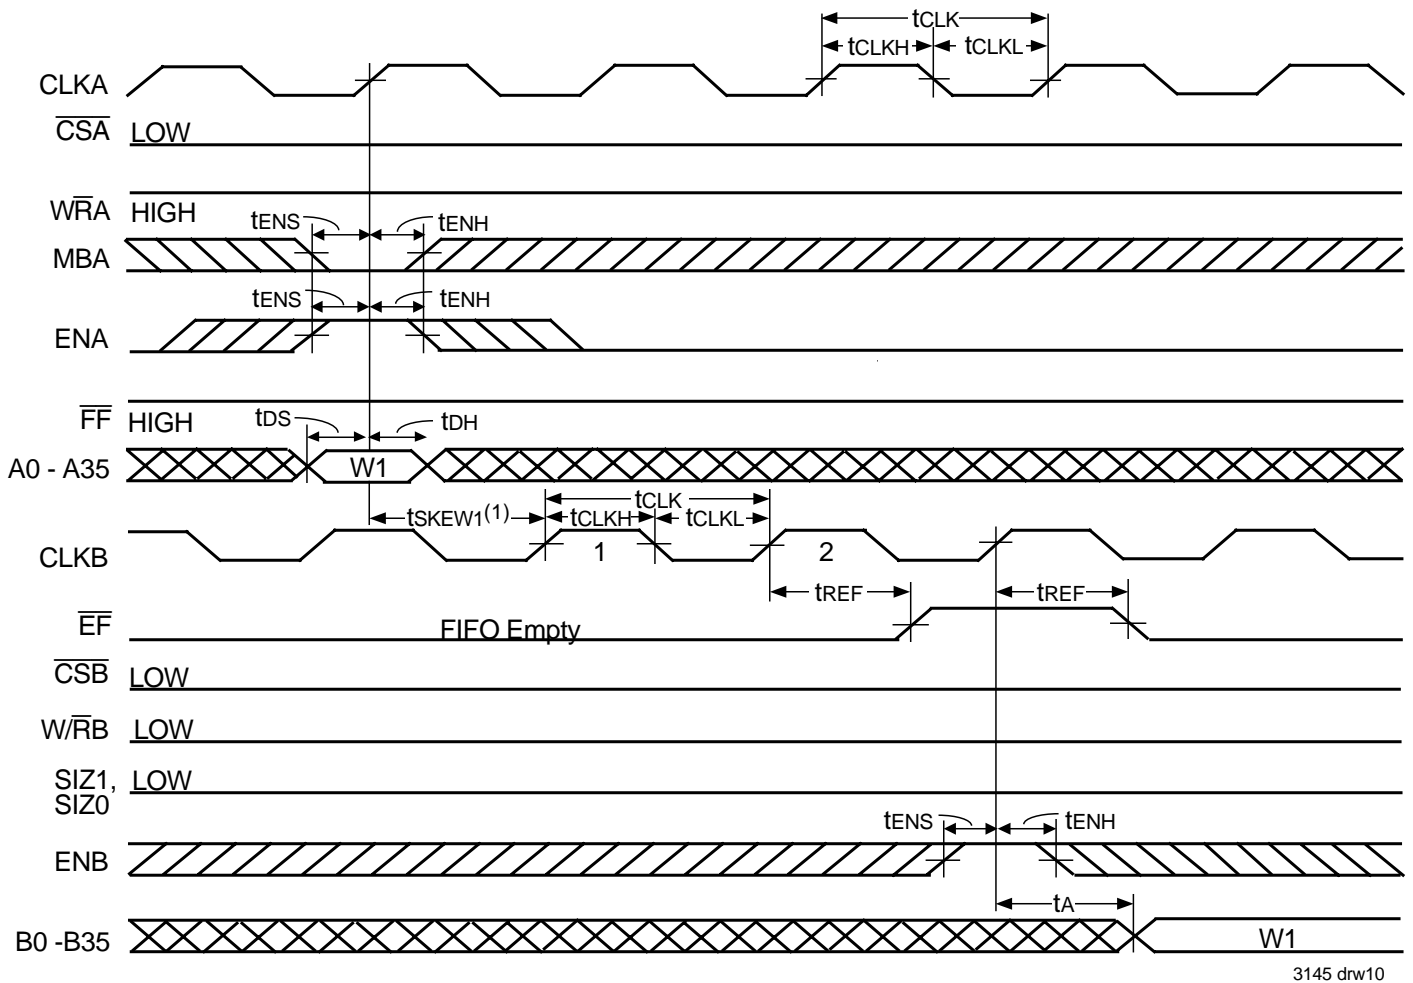 tCLK
tCLKH tCLKL
CLKA
CSA LOW
WRA HIGH
tENS tENH
MBA
tENS tENH
ENA
FF HIGH
tDS tDH
A0 - A35 W1
tCLK
tSKEW1(1) tCLKH tCLKL
CLKB 1 2
tREF tREF
EF FIFO Empty
CSB LOW
W/RB LOW
SIZ1, LOW
SIZ0
tENS tENH
ENB
tA
B0 -B35 W1
3145 drw10